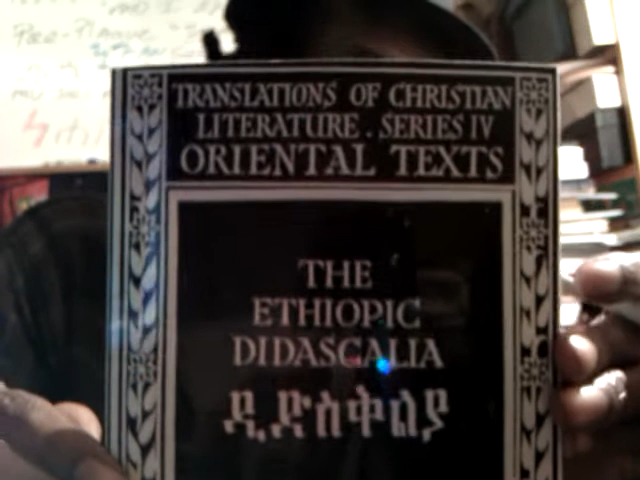 TRANSLATIONS OF CHRISTIAN
LITERATURE . SERIES IV
ORIENTAL TEXTS
THE
ETHIOPIC
DIDASCALIA
ዲድስቅልያ